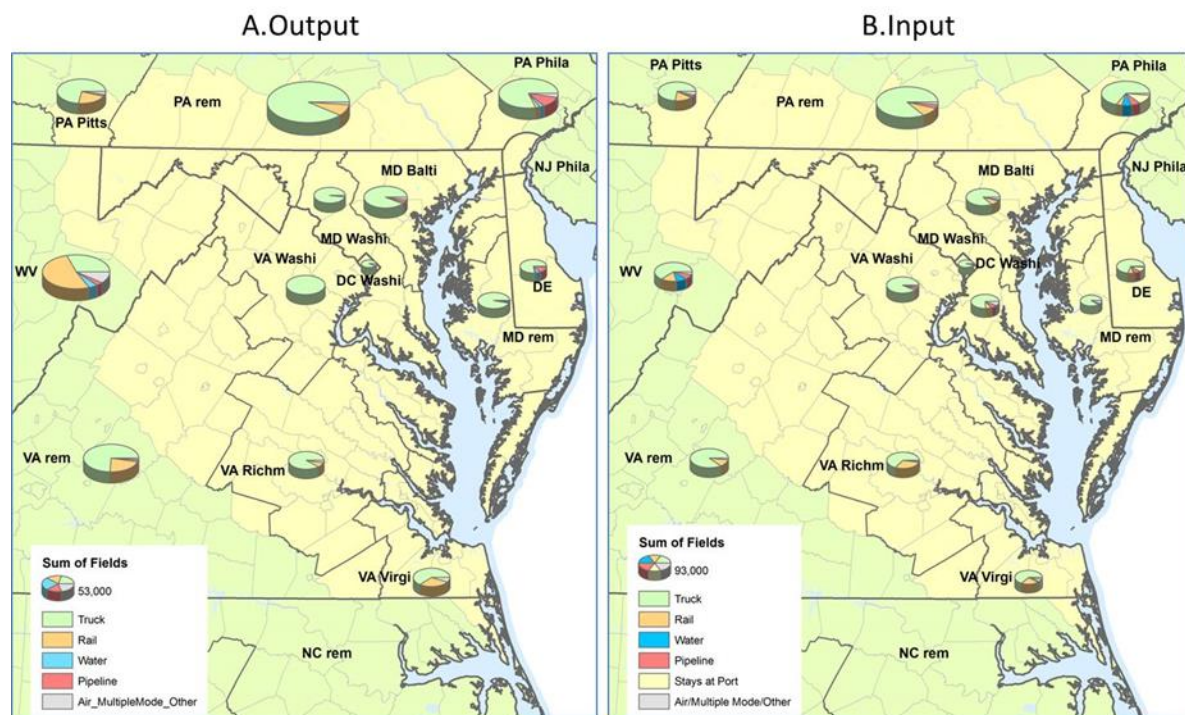 A.Output
B.Input
PA Pitts
PA rem
PA Phila
NJ Phila
MD Balti
MD Washi
VA Washi
DC Washi
WV
DE
MD rem
VA rem
VA Richm
VA Virgi
NC rem
Sum of Fields
53,000
Truck
Rail
Water
Pipeline
Air_MultipleMode_Other
PA Pitts
PA rem
PA Phila
NJ Phila
MD Balti
MD Washi
VA Washi
DC Washi
WV
DE
MD rem
VA rem
VA Richm
VA Virgi
NC rem
Sum of Fields
93,000
Truck
Rail
Water
Pipeline
Stays at Port
Air/Multiple Mode/Other